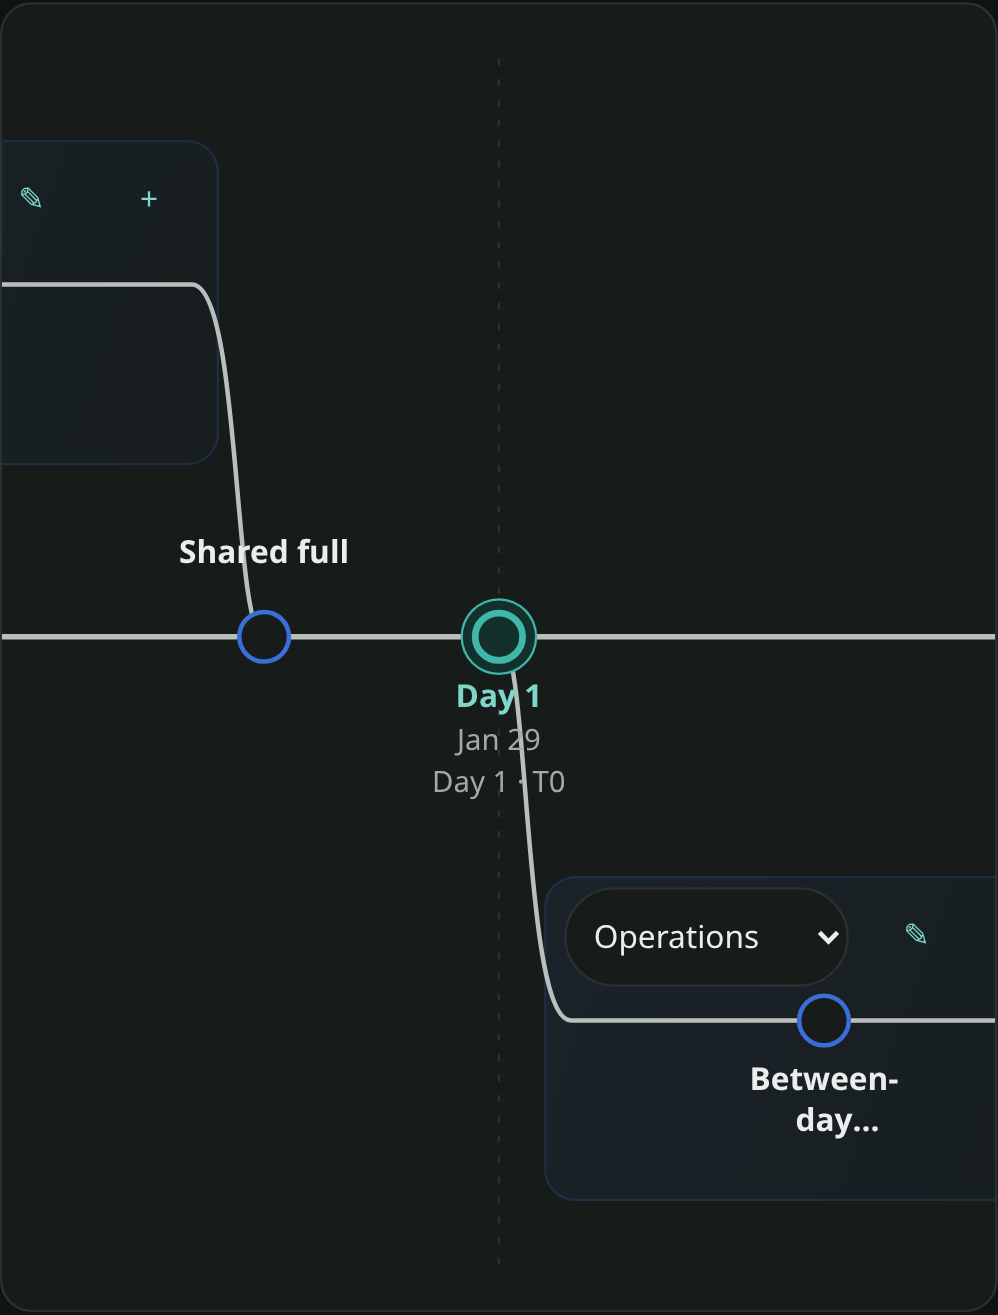 ✎ +
Shared full
Day 1
Jan 29
Day 1 · T0
Operations ✎
Between-
day...